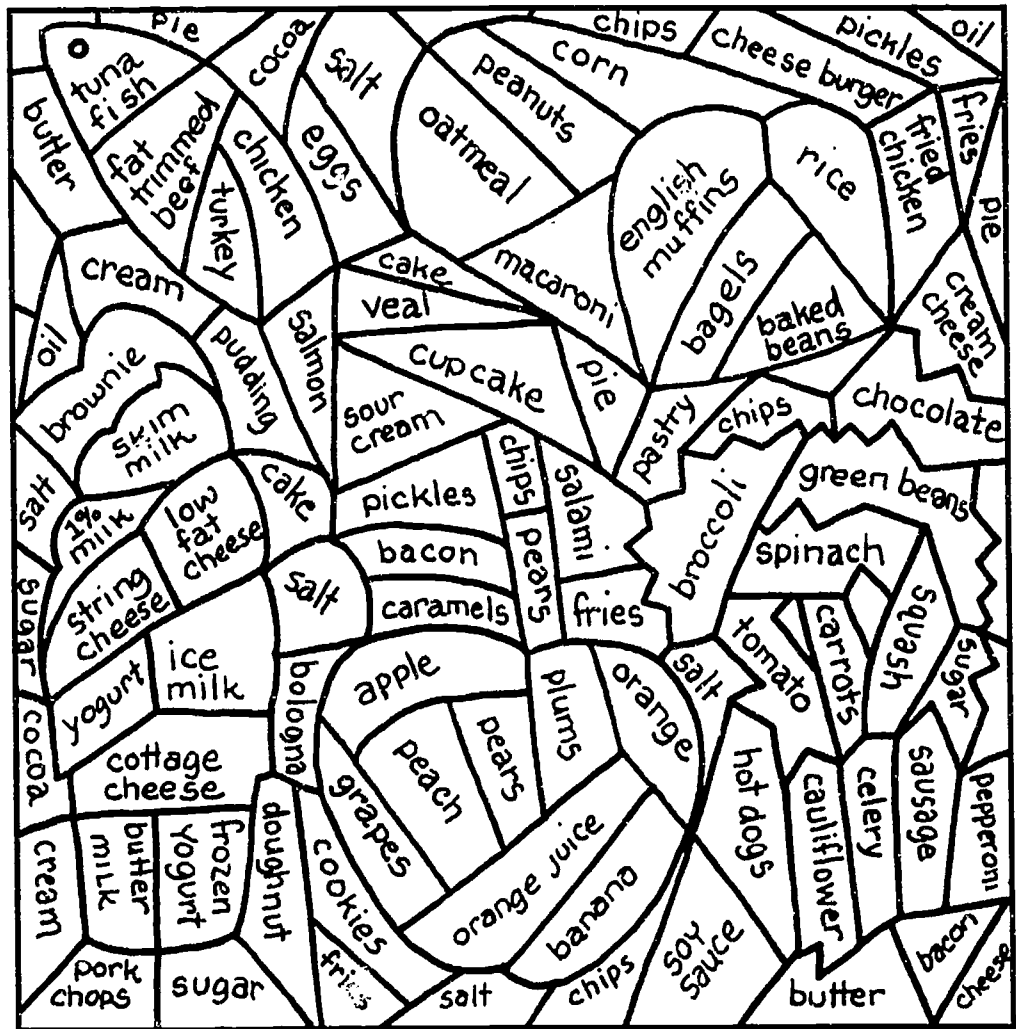 pie
chips
pickles
oil
cocoa
salt
corn
cheese burger
tuna
fish
peanuts
fries
butter
fat
trimmed
beef
chicken
eggs
oatmeal
fried
chicken
rice
english
muffins
turkey
pie
cream
cake
macaroni
bagels
cream
cheese
veal
baked
beans
oil
salmon
pudding
brownie
cup cake
pie
chocolate
sour
cream
pastry
chips
skim
milk
cake
chips
salami
green beans
salt
pickles
low
fat
cheese
1%
milk
broccoli
bacon
spinach
pears
salt
string
cheese
sugar
caramels
fries
squash
tomato
carrots
ice
milk
apple
bologna
salt
sugar
plums
orange
yogurt
cocoa
peach
pears
cottage
cheese
hot dogs
sausage
grapes
cauliflower
celery
pepperoni
orange juice
doughnut
cream
butter
milk
frozen
yogurt
cookies
banana
soy
sauce
bacon
fries
pork
chops
sugar
salt
chips
butter
cheese